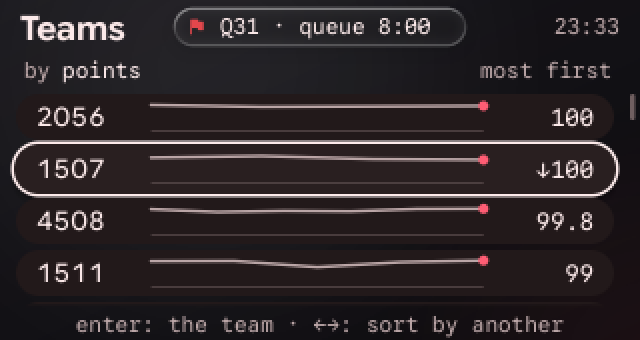 Teams
Q31 · queue 8:00
23:33
by points
most first
2056 100
1507 ↓100
4508 99.8
1511 99
enter: the team · ↔: sort by another